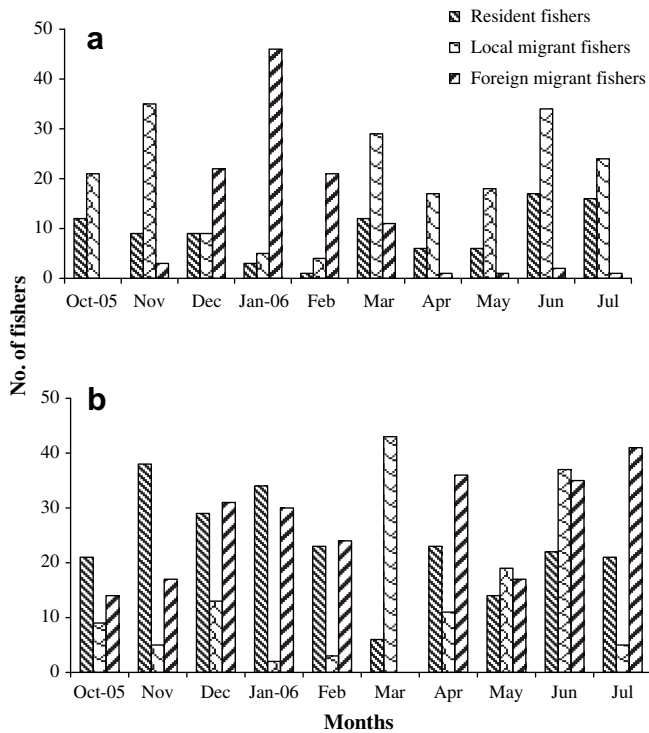 a
Resident fishers
Local migrant fishers
Foreign migrant fishers
50
40
30
20
10
0
Oct-05 Nov Dec Jan-06 Feb Mar Apr May Jun Jul
No. of fishers
b
50
40
30
20
10
0
Oct-05 Nov Dec Jan-06 Feb Mar Apr May Jun Jul
Months